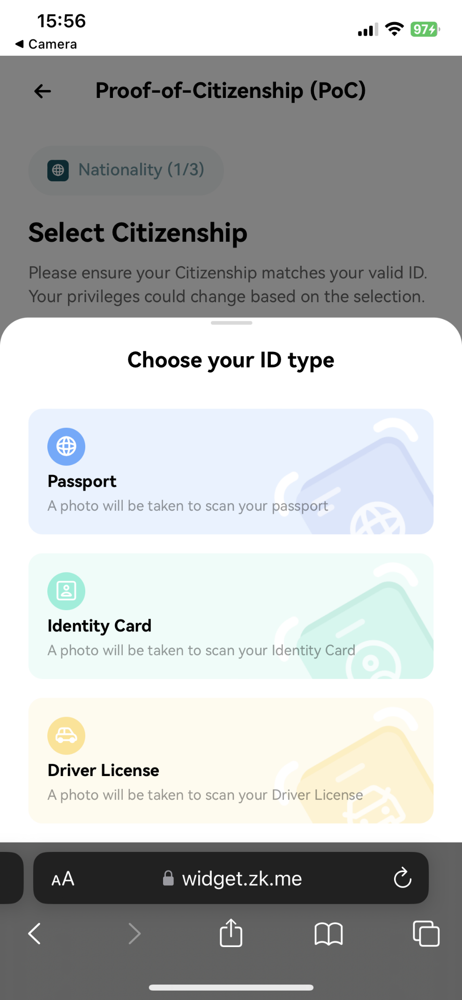 15:56
97
◀ Camera
Proof-of-Citizenship (PoC)
Nationality (1/3)
Select Citizenship
Please ensure your Citizenship matches your valid ID.
Your privileges could change based on the selection.
Choose your ID type
Passport
A photo will be taken to scan your passport
Identity Card
A photo will be taken to scan your Identity Card
Driver License
A photo will be taken to scan your Driver License
AA
widget.zk.me